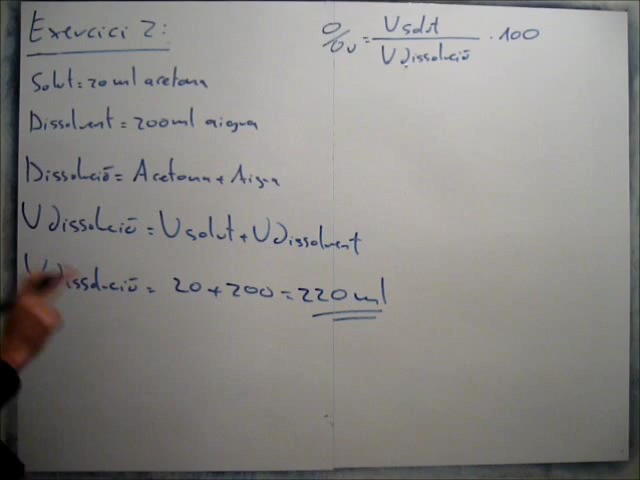 Exercici 2:
Solut = 20 ml acetona
Dissolvent = 200 ml aigua
Dissolució = Acetona + Aigua
V dissolució = V solut + V dissolvent
V dissolució = 20 + 200 = 220 ml
% v = V solut / V dissolució · 100